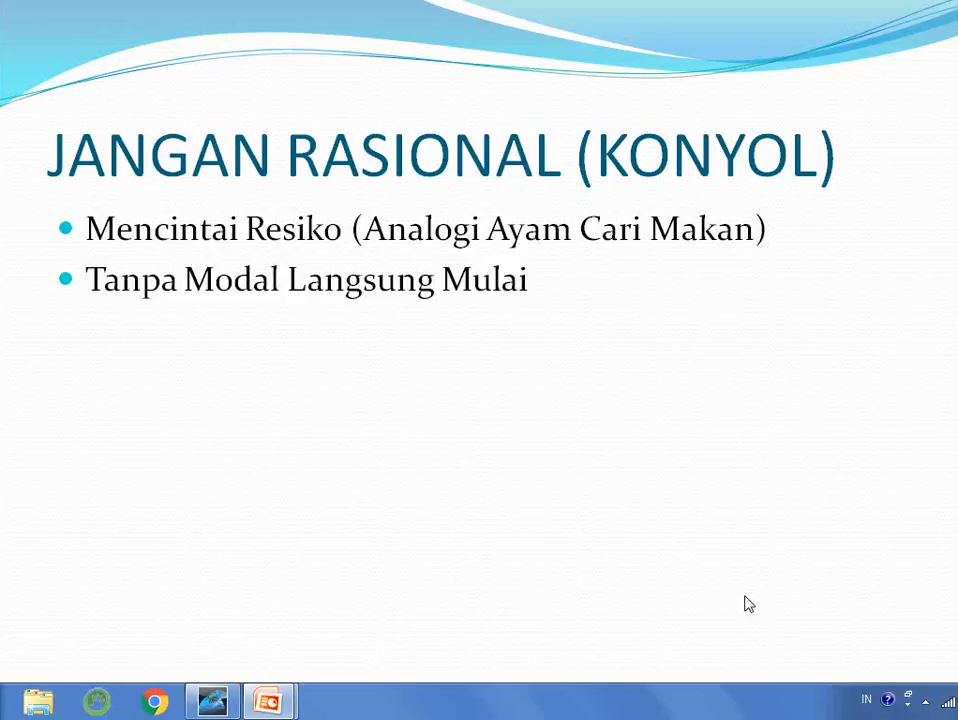 JANGAN RASIONAL (KONYOL)
Mencintai Resiko (Analogi Ayam Cari Makan)
Tanpa Modal Langsung Mulai
IN